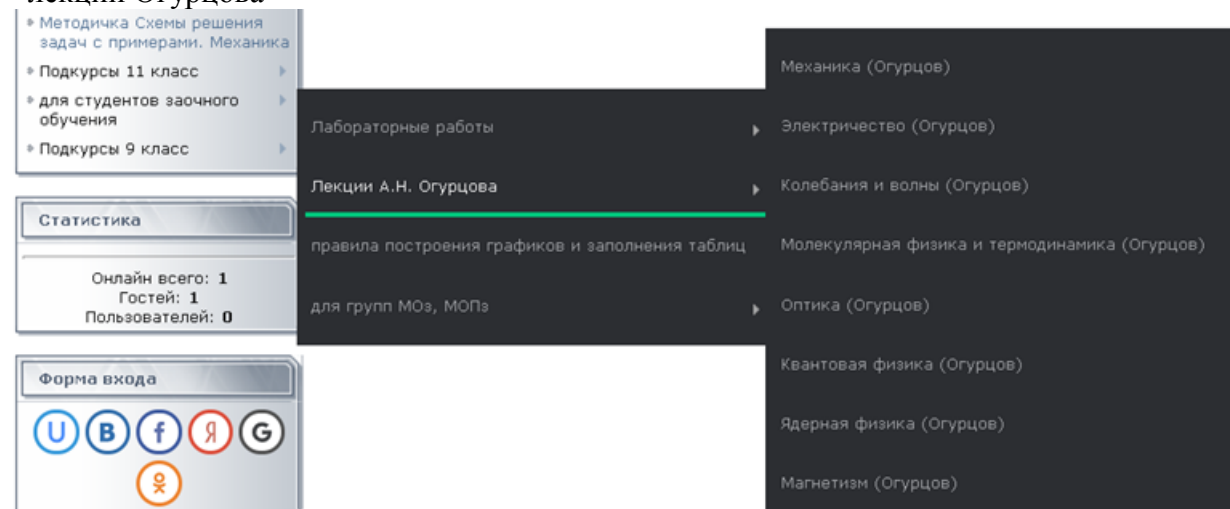 лекции Огурцова
Методичка Схемы решения
задач с примерами. Механика
Подкурсы 11 класс
для студентов заочного
обучения
Подкурсы 9 класс
Статистика
Онлайн всего: 1
Гостей: 1
Пользователей: 0
Форма входа
U
B
f
Я
G
Лабораторные работы
Лекции А.Н. Огурцова
правила построения графиков и заполнения таблиц
для групп МОз, МОПз
Механика (Огурцов)
Электричество (Огурцов)
Колебания и волны (Огурцов)
Молекулярная физика и термодинамика (Огурцов)
Оптика (Огурцов)
Квантовая физика (Огурцов)
Ядерная физика (Огурцов)
Магнетизм (Огурцов)